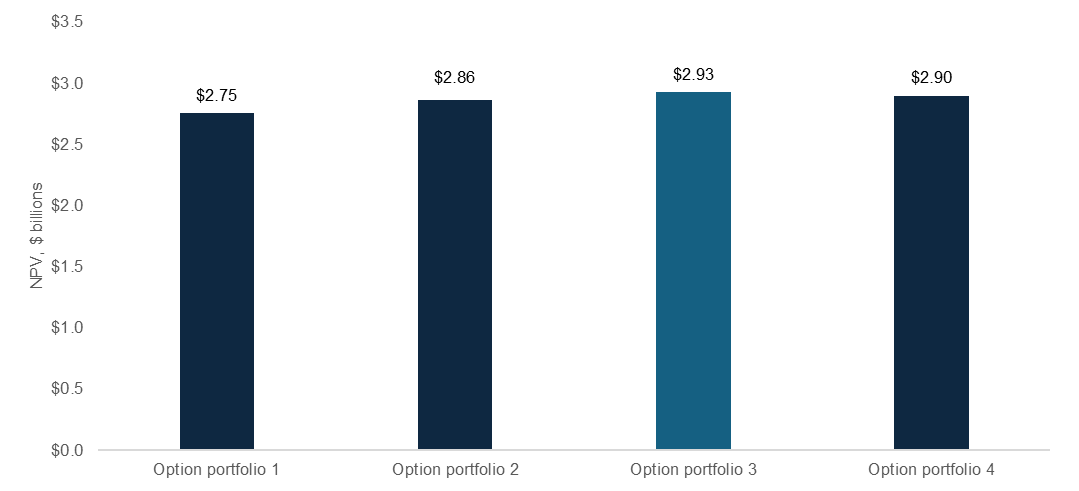 $3.5
$3.0
$2.5
$2.0
$1.5
$1.0
$0.5
$0.0
NPV, $ billions
$2.75
$2.86
$2.93
$2.90
Option portfolio 1
Option portfolio 2
Option portfolio 3
Option portfolio 4